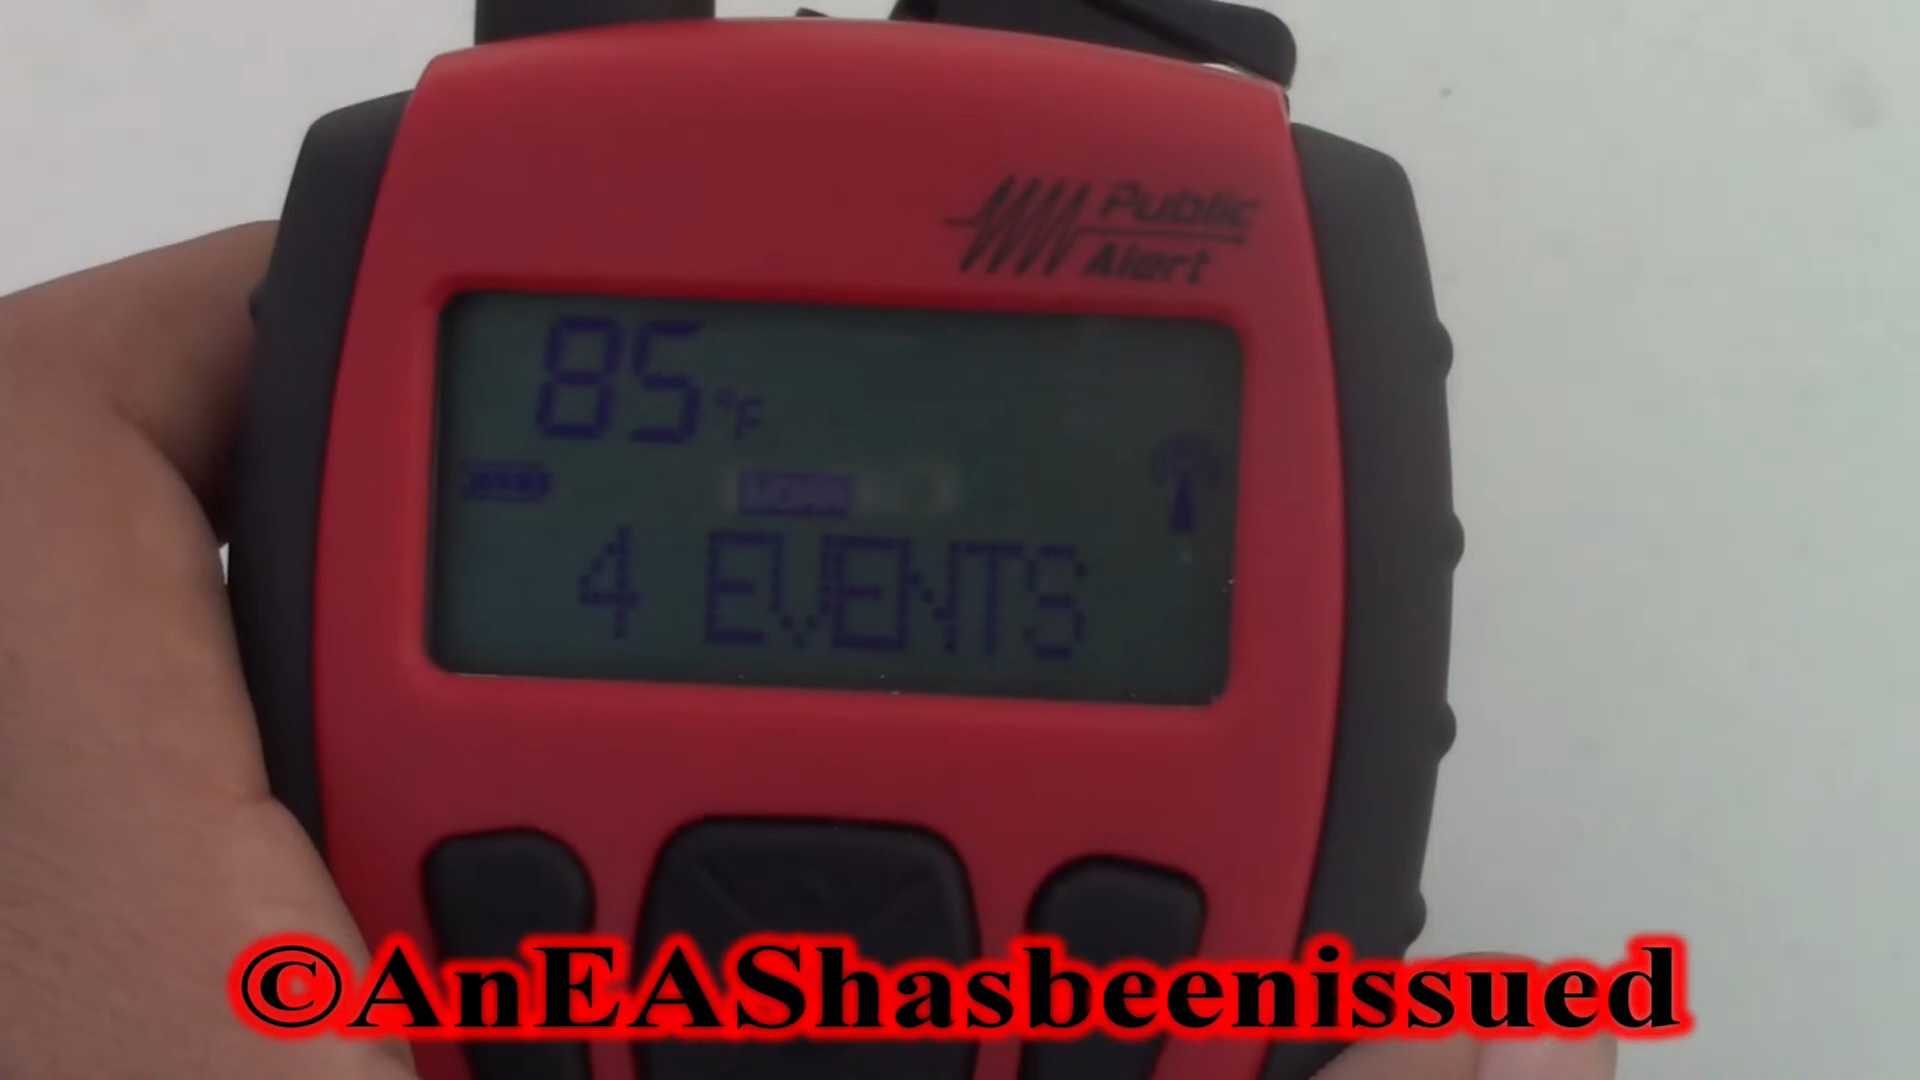 Public
Alert
85°F
4 EVENTS
©AnEAShasbeenissued